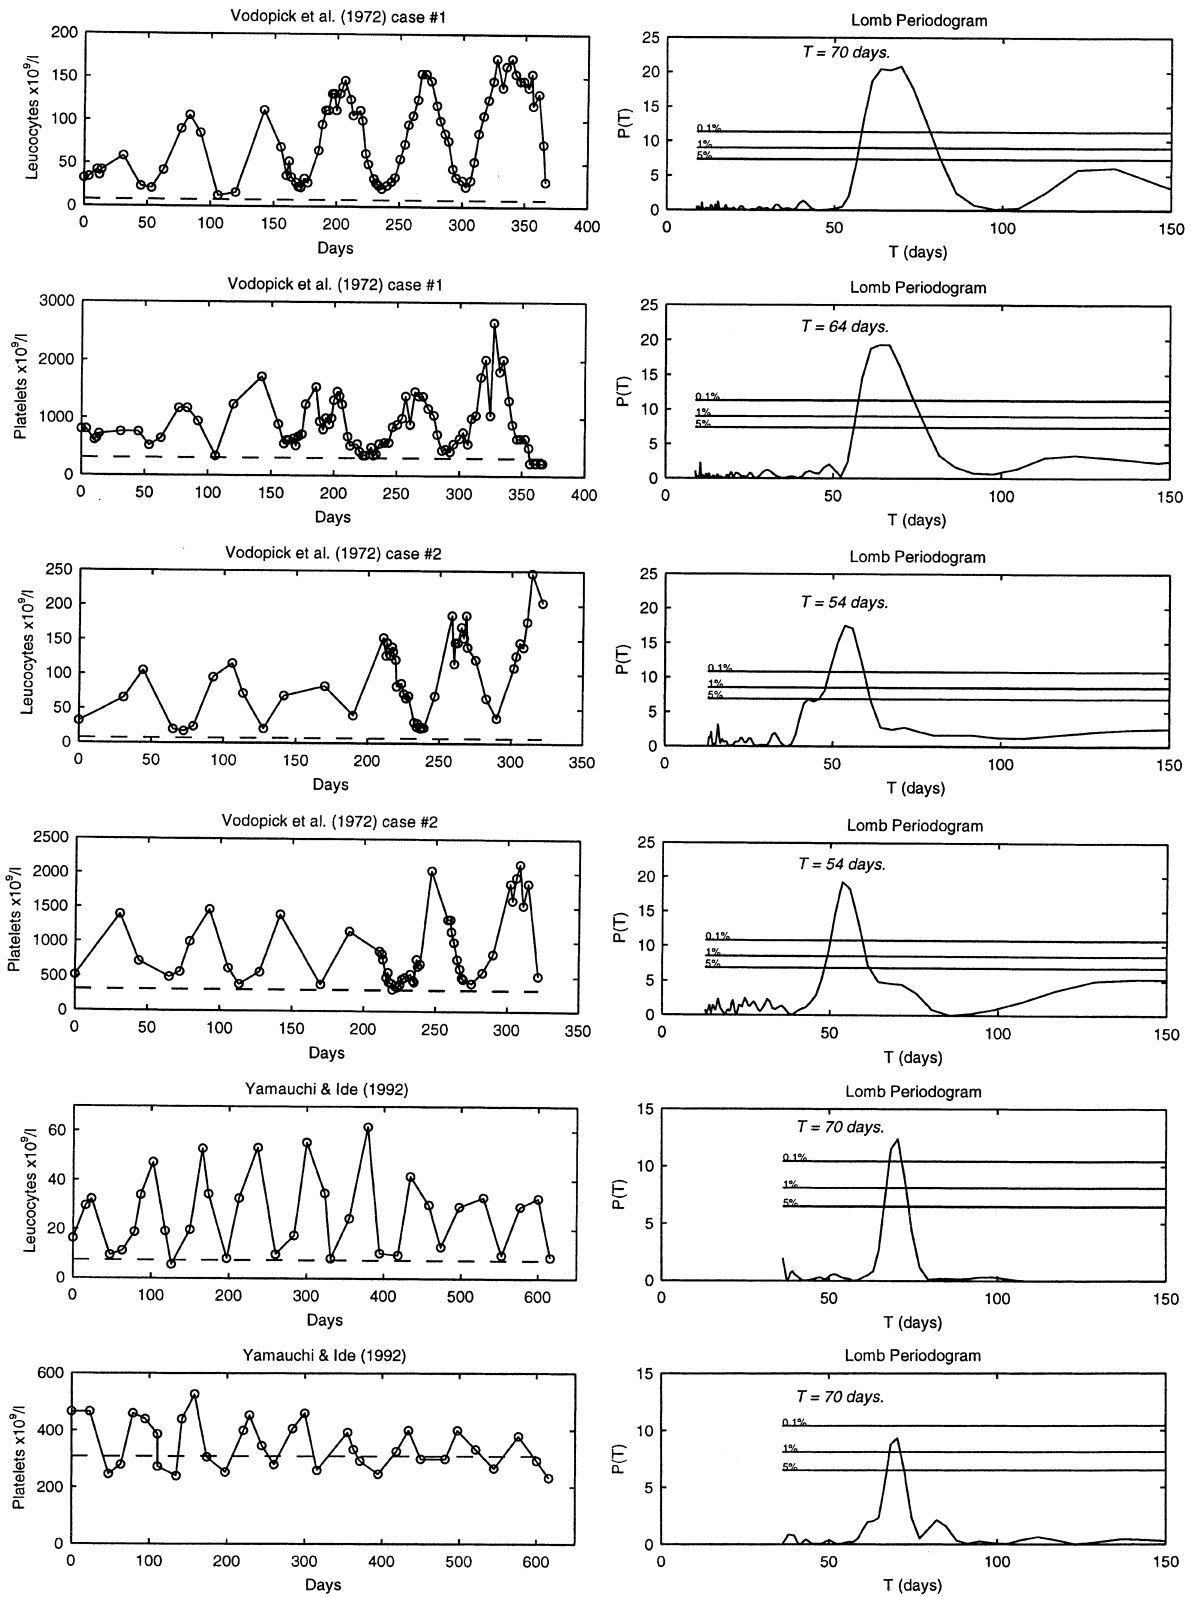 Vodopick et al. (1972) case #1
Leucocytes x10⁹/l
200
150
100
50
0
0 50 100 150 200 250 300 350 400
Days
Lomb Periodogram
T = 70 days.
P(T)
25
20
15
10
5
0
0.1%
1%
5%
0 50 100 150
T (days)
Vodopick et al. (1972) case #1
Platelets x10⁹/l
3000
2000
1000
0
0 50 100 150 200 250 300 350 400
Days
Lomb Periodogram
T = 64 days.
P(T)
25
20
15
10
5
0
0.1%
1%
5%
0 50 100 150
T (days)
Vodopick et al. (1972) case #2
Leucocytes x10⁹/l
250
200
150
100
50
0
0 50 100 150 200 250 300 350
Days
Lomb Periodogram
T = 54 days.
P(T)
25
20
15
10
5
0
0.1%
1%
5%
0 50 100 150
T (days)
Vodopick et al. (1972) case #2
Platelets x10⁹/l
2500
2000
1500
1000
500
0
0 50 100 150 200 250 300 350
Days
Lomb Periodogram
T = 54 days.
P(T)
25
20
15
10
5
0
0.1%
1%
5%
0 50 100 150
T (days)
Yamauchi & Ide (1992)
Leucocytes x10⁹/l
60
40
20
0
0 100 200 300 400 500 600
Days
Lomb Periodogram
T = 70 days.
P(T)
15
10
5
0
0.1%
1%
5%
0 50 100 150
T (days)
Yamauchi & Ide (1992)
Platelets x10⁹/l
600
400
200
0
0 100 200 300 400 500 600
Days
Lomb Periodogram
T = 70 days.
P(T)
15
10
5
0
0.1%
1%
5%
0 50 100 150
T (days)